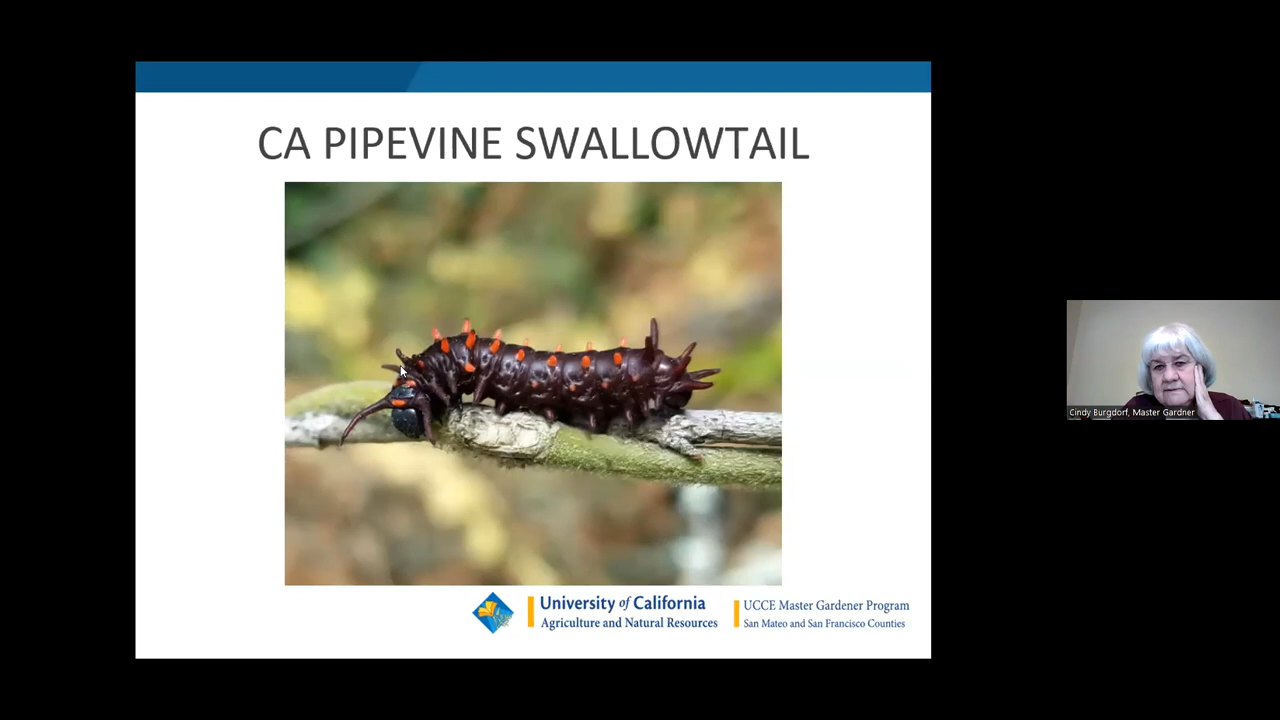 CA PIPEVINE SWALLOWTAIL
University of California
Agriculture and Natural Resources
UCCE Master Gardener Program
San Mateo and San Francisco Counties
Cindy Burgdorf, Master Gardner